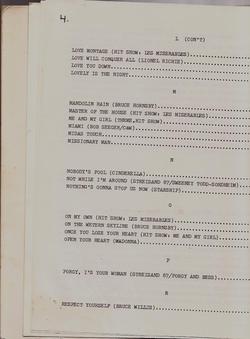 4.
L (CON'T)
LOVE MONTAGE (HIT SHOW: LES MISERABLES)
LOVE WILL CONQUER ALL (LIONEL RICHIE)
LOVE YOU DOWN
LOVELY IS THE NIGHT
M
MANDOLIN RAIN (BRUCE HORNSBY)
MASTER OF THE HOUSE (HIT SHOW: LES MISERABLES)
ME AND MY GIRL (THEME, HIT SHOW)
MIAMI (BOB SEEGER/C&W)
MIDAS TOUCH
MISSIONARY MAN
N
NOBODY'S FOOL (CINDERELLA)
NOT WHILE I'M AROUND (STREISAND 87/SWEENEY TODD-SONDHEIM)
NOTHING'S GONNA STOP US NOW (STARSHIP)
O
ON MY OWN (HIT SHOW: LES MISERABLES)
ON THE WETERN SKYLINE (BRUCE HORNSBY)
ONCE YOU LOSE YOUR HEART (HIT SHOW: ME AND MY GIRL)
OPEN YOUR HEART (MADONNA)
P
PORGY, I'S YOUR WOMAN (STREISAND 87/PORGY AND BESS)
R
RESPECT YOURSELF (BRUCE WILLIS)